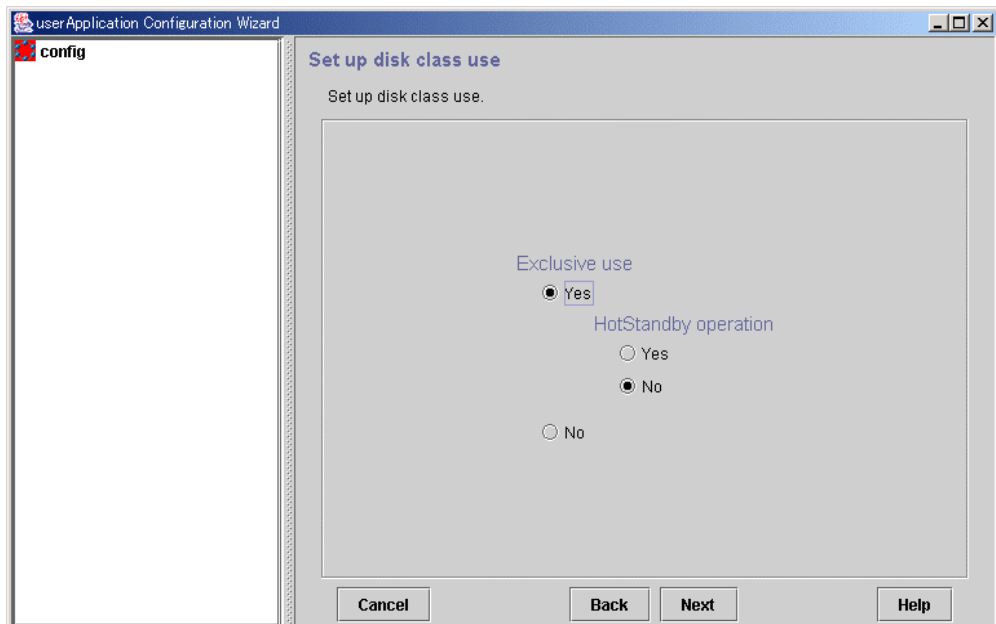 userApplication Configuration Wizard
config
Set up disk class use
Set up disk class use.
Exclusive use
Yes
HotStandby operation
Yes
No
No
Cancel
Back
Next
Help